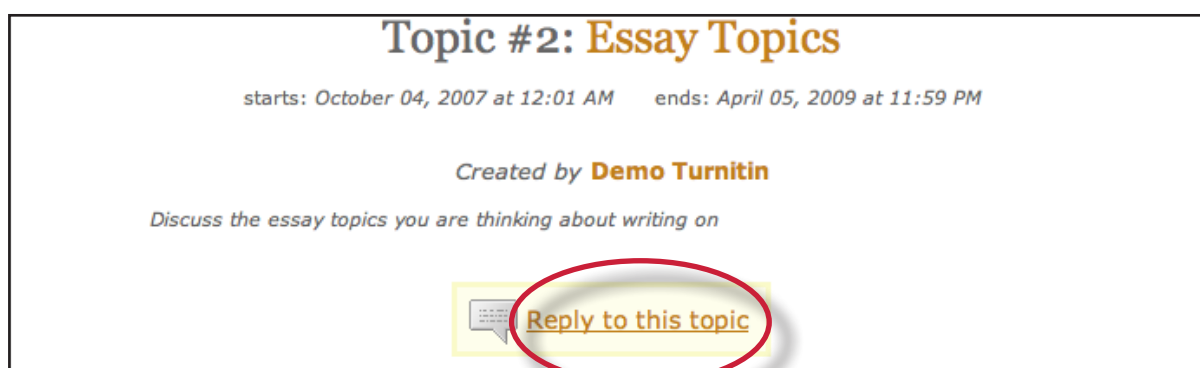 Topic #2: Essay Topics
starts: October 04, 2007 at 12:01 AM ends: April 05, 2009 at 11:59 PM
Created by Demo Turnitin
Discuss the essay topics you are thinking about writing on
Reply to this topic